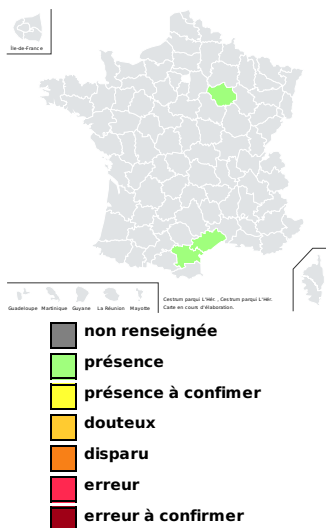 Île-de-France
Guadeloupe Martinique Guyane La Réunion Mayotte
Cestrum parqui L'Hér. , Cestrum parqui L'Hér.
Carte en cours d'élaboration.
non renseignée
présence
présence à confimer
douteux
disparu
erreur
erreur à confirmer